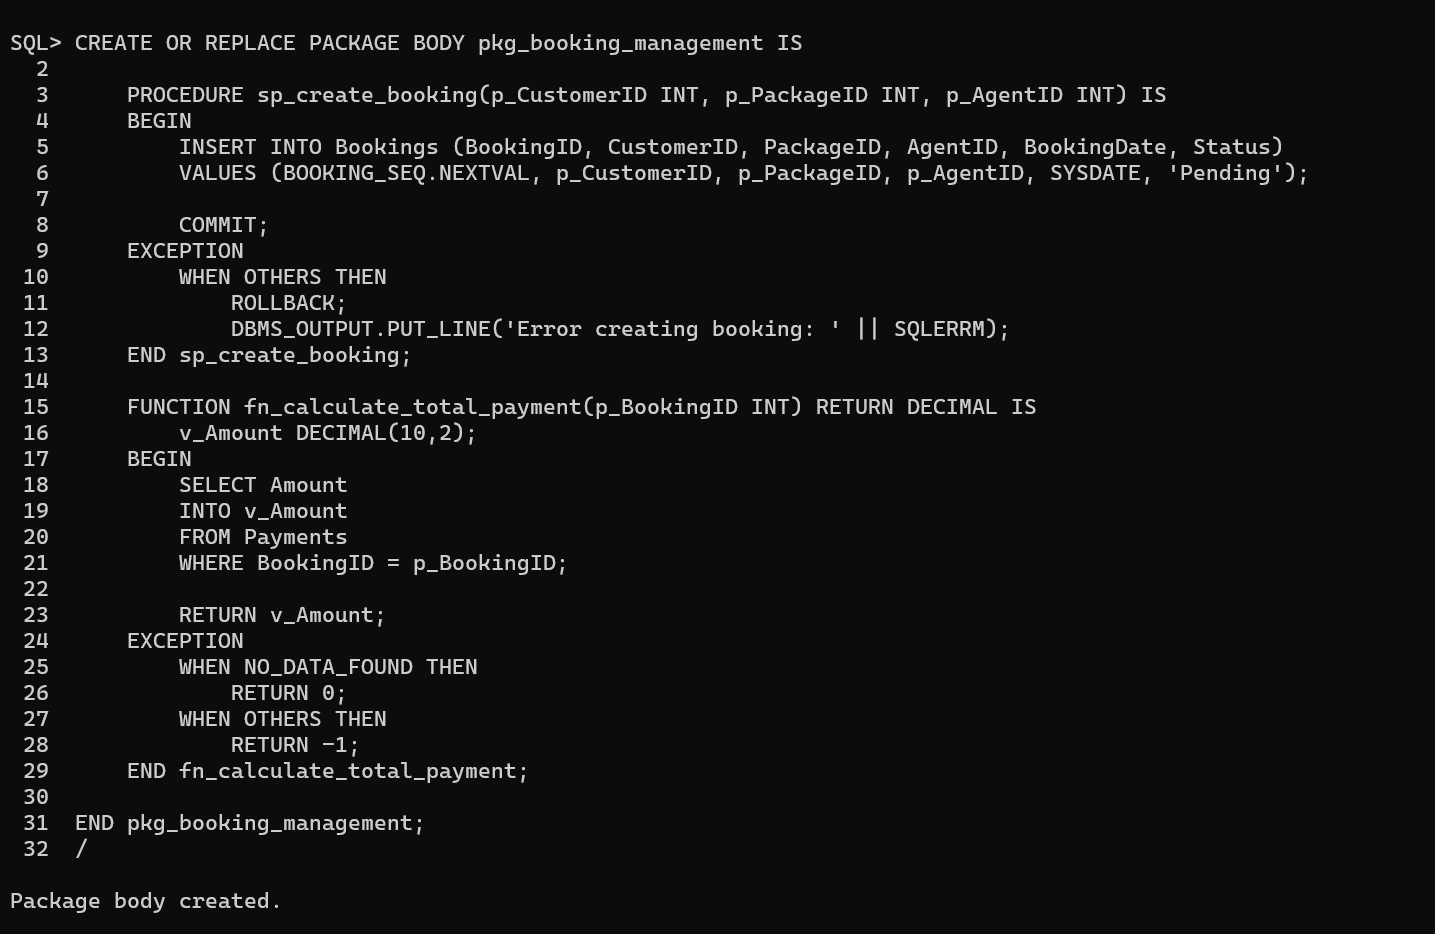 SQL> CREATE OR REPLACE PACKAGE BODY pkg_booking_management IS
  2
  3      PROCEDURE sp_create_booking(p_CustomerID INT, p_PackageID INT, p_AgentID INT) IS
  4      BEGIN
  5          INSERT INTO Bookings (BookingID, CustomerID, PackageID, AgentID, BookingDate, Status)
  6          VALUES (BOOKING_SEQ.NEXTVAL, p_CustomerID, p_PackageID, p_AgentID, SYSDATE, 'Pending');
  7
  8          COMMIT;
  9      EXCEPTION
 10          WHEN OTHERS THEN
 11              ROLLBACK;
 12              DBMS_OUTPUT.PUT_LINE('Error creating booking: ' || SQLERRM);
 13      END sp_create_booking;
 14
 15      FUNCTION fn_calculate_total_payment(p_BookingID INT) RETURN DECIMAL IS
 16          v_Amount DECIMAL(10,2);
 17      BEGIN
 18          SELECT Amount
 19          INTO v_Amount
 20          FROM Payments
 21          WHERE BookingID = p_BookingID;
 22
 23          RETURN v_Amount;
 24      EXCEPTION
 25          WHEN NO_DATA_FOUND THEN
 26              RETURN 0;
 27          WHEN OTHERS THEN
 28              RETURN -1;
 29      END fn_calculate_total_payment;
 30
 31  END pkg_booking_management;
 32  /
Package body created.